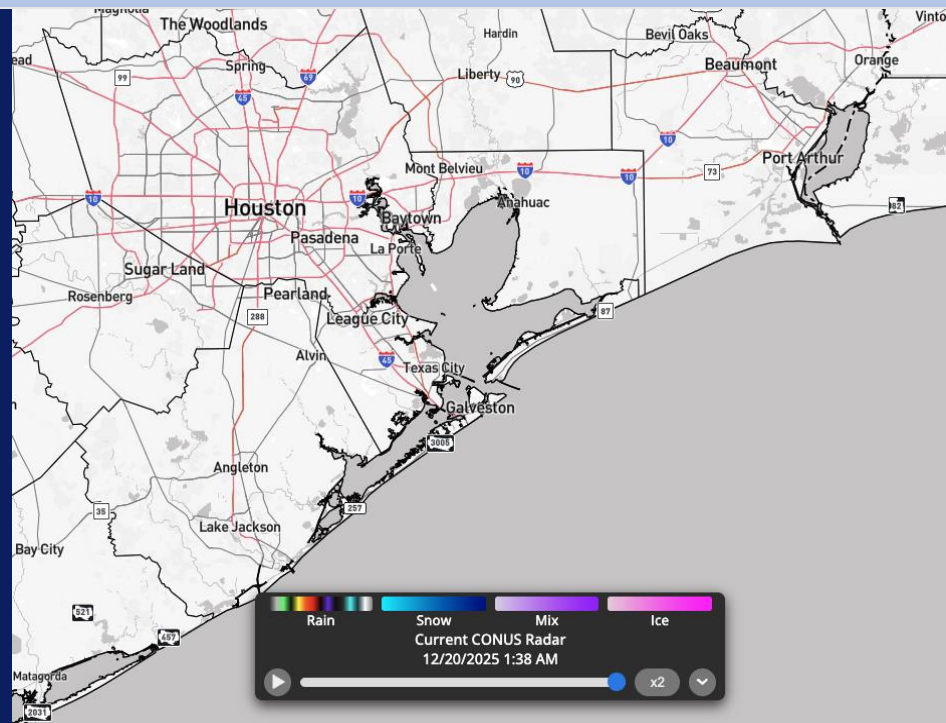 Magnolia
The Woodlands
Hardin
Bevil Oaks
Vinto
ead
99
Spring
69
45
Liberty
90
Beaumont
Orange
10
Mont Belvieu
10
10
73
Port Arthur
10
Houston
10
Baytown
Anahuac
82
Pasadena
La Porte
Sugar Land
Rosenberg
Pearland
288
League City
87
Alvin
45
Texas City
Galveston
3005
Angleton
35
257
Lake Jackson
Bay City
521
457
Matagorda
2031
Rain
Snow
Mix
Ice
Current CONUS Radar
12/20/2025 1:38 AM
x2